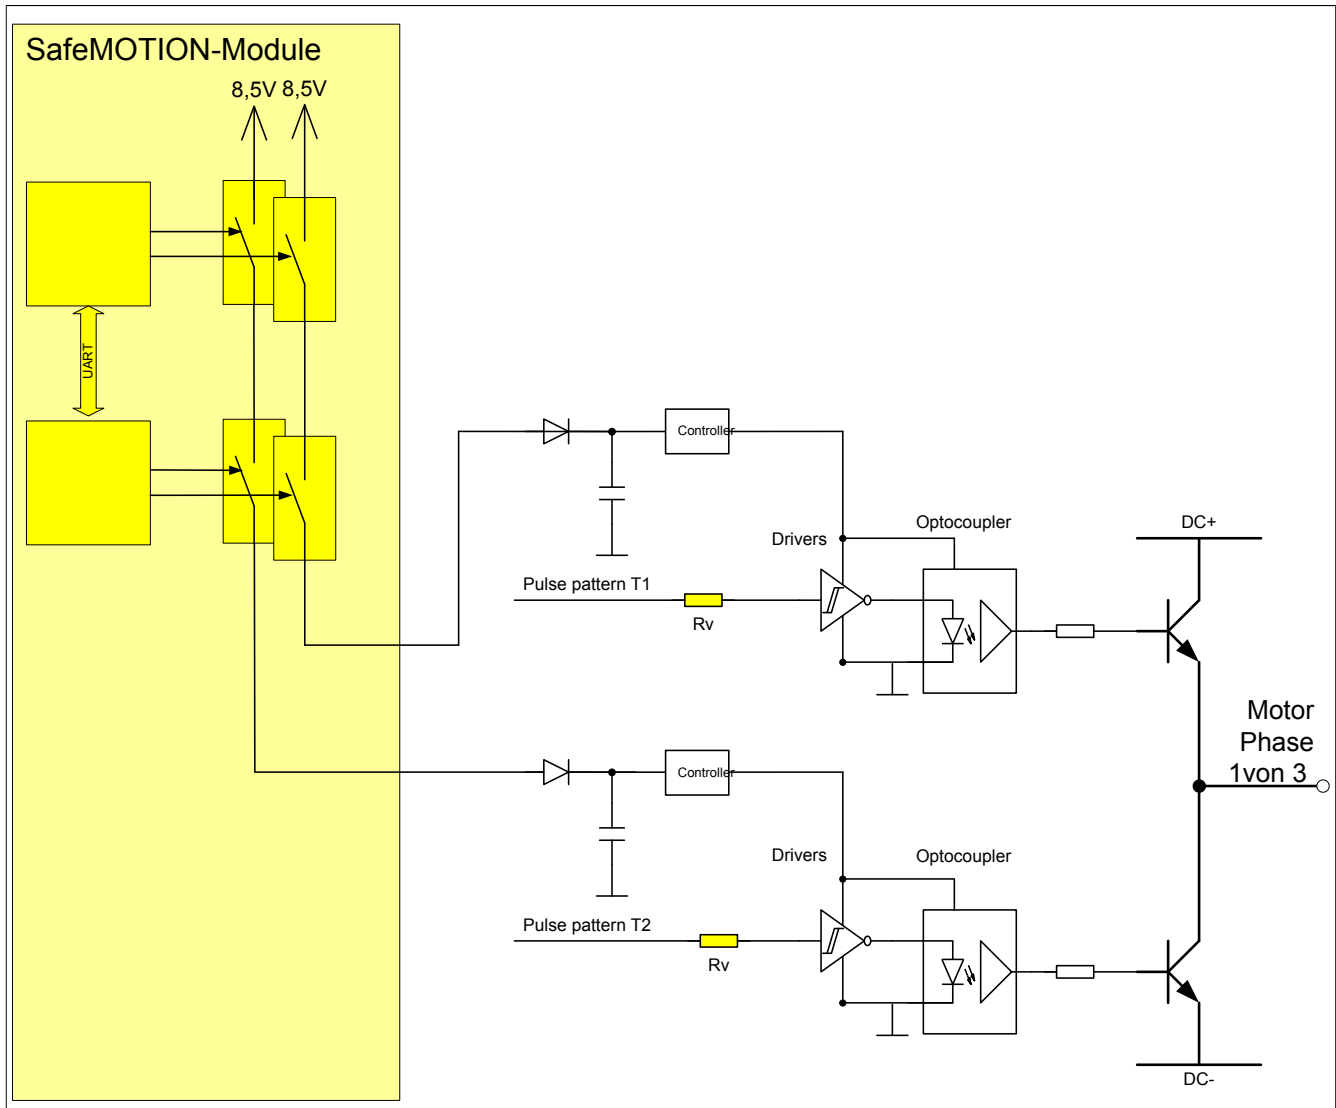 SafeMOTION-Module
8,5V 8,5V
UART
Controller
Optocoupler
Drivers
DC+
Pulse pattern T1
Rv
Motor
Phase
1von 3
Controller
Drivers
Optocoupler
Pulse pattern T2
Rv
DC-